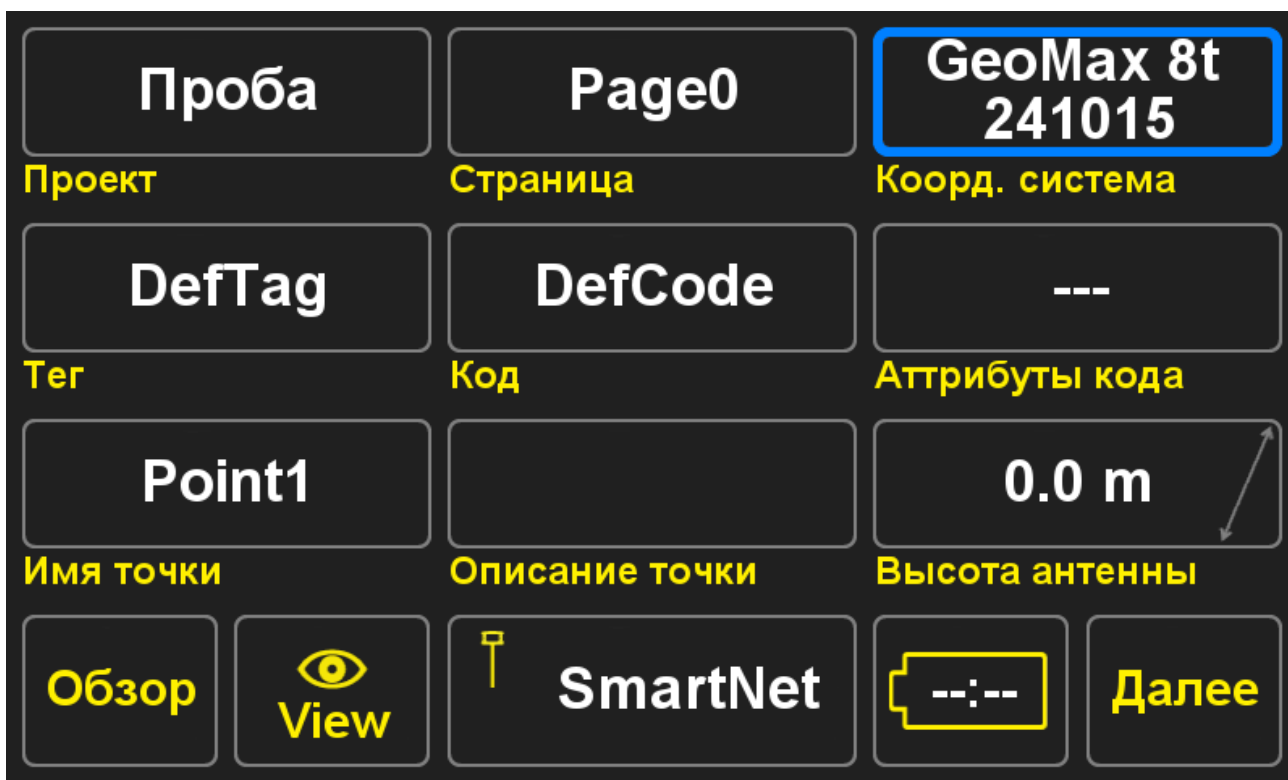 Проба
Page0
GeoMax 8t
241015
Проект
Страница
Коорд. система
DefTag
DefCode
---
Тег
Код
Аттрибуты кода
Point1
0.0 m
Имя точки
Описание точки
Высота антенны
Обзор
View
SmartNet
--:--
Далее